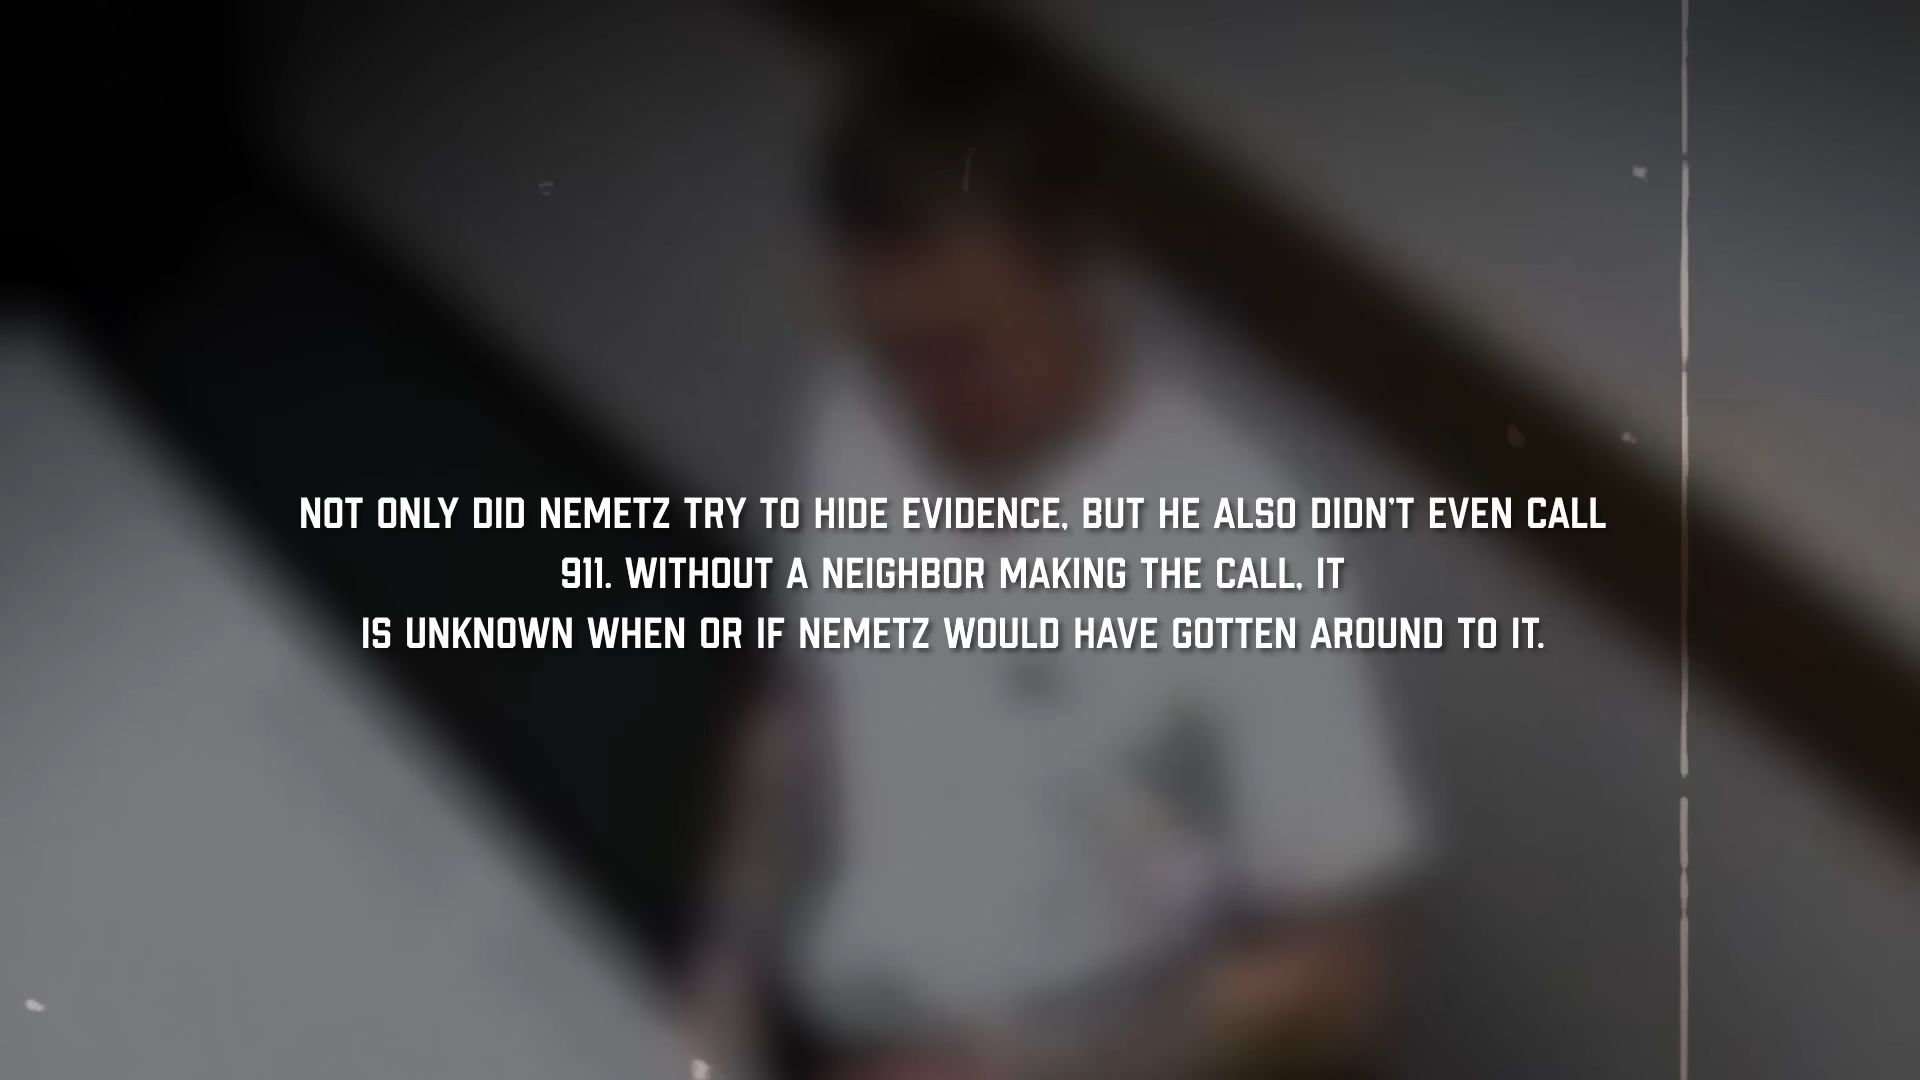 NOT ONLY DID NEMETZ TRY TO HIDE EVIDENCE, BUT HE ALSO DIDN'T EVEN CALL
911. WITHOUT A NEIGHBOR MAKING THE CALL, IT
IS UNKNOWN WHEN OR IF NEMETZ WOULD HAVE GOTTEN AROUND TO IT.